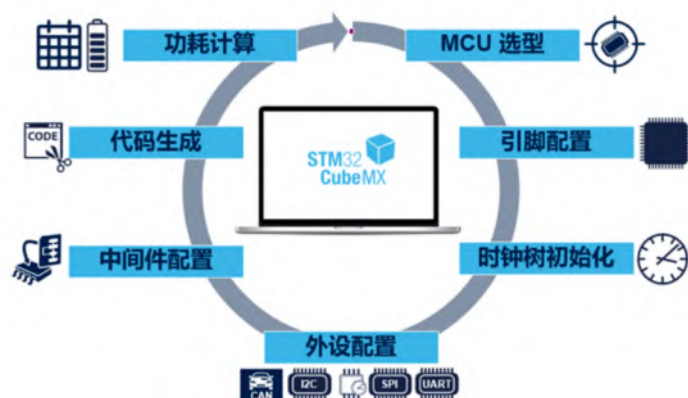 功耗计算
MCU 选型
CODE
代码生成
STM32
CubeMX
引脚配置
中间件配置
时钟树初始化
外设配置
CAN
I2C
SPI
UART